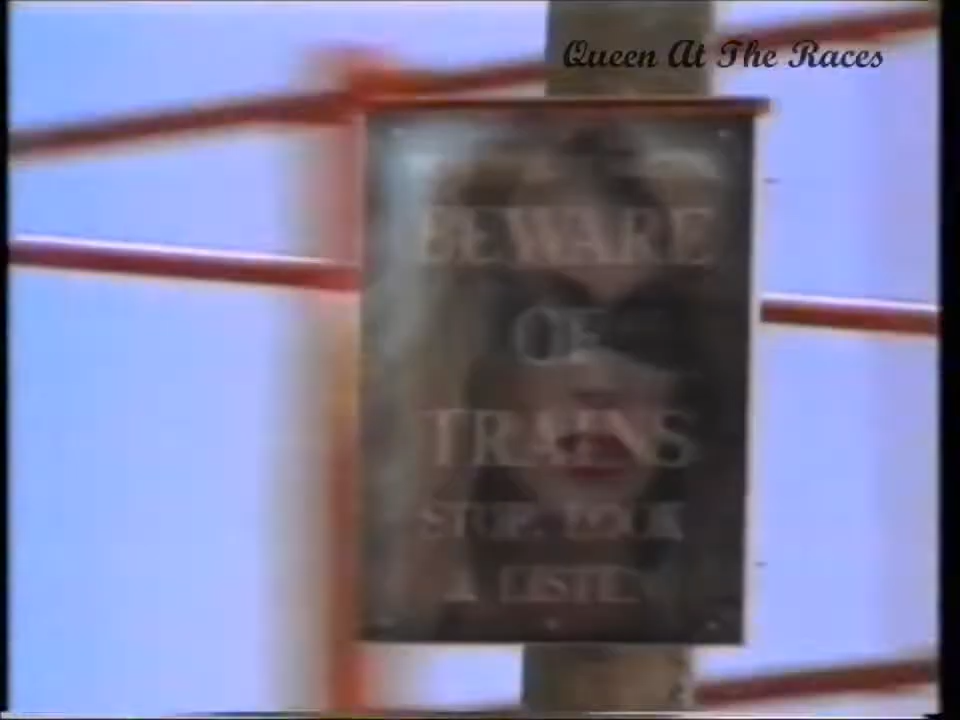 Queen At The Races
BEWARE
OF
TRAINS
STOP. LOOK
& LISTEN